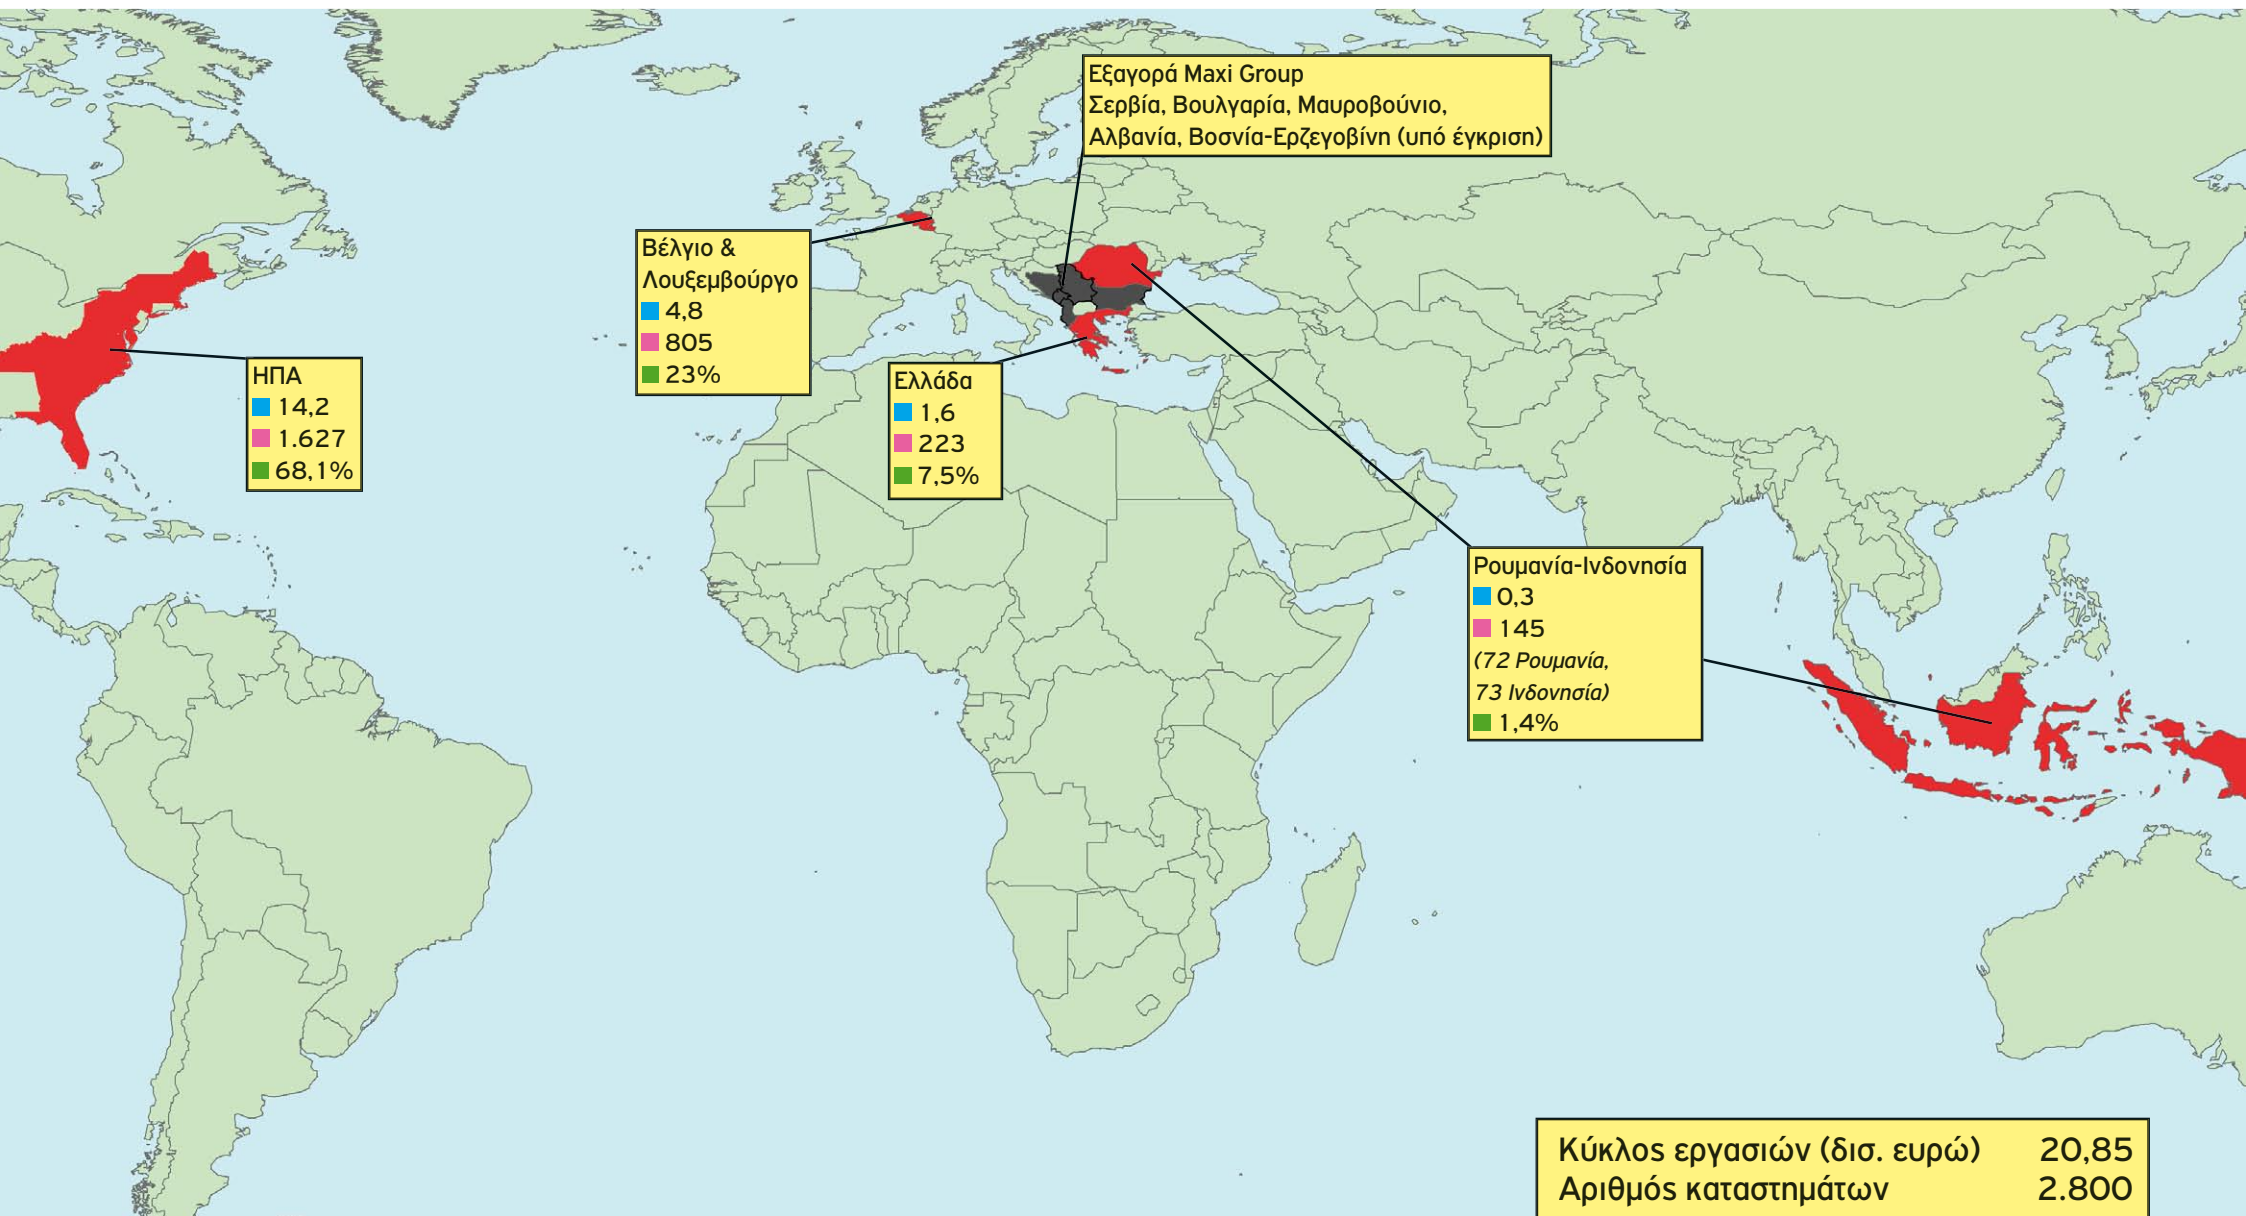 Εξαγορά Maxi Group
Σερβία, Βουλγαρία, Μαυροβούνιο,
Αλβανία, Βοσνία-Ερζεγοβίνη (υπό έγκριση)
Βέλγιο &
Λουξεμβούργο
4,8
805
23%
ΗΠΑ
14,2
1.627
68,1%
Ελλάδα
1,6
223
7,5%
Ρουμανία-Ινδονησία
0,3
145
(72 Ρουμανία,
73 Ινδονησία)
1,4%
Κύκλος εργασιών (δισ. ευρώ) 20,85
Αριθμός καταστημάτων 2.800